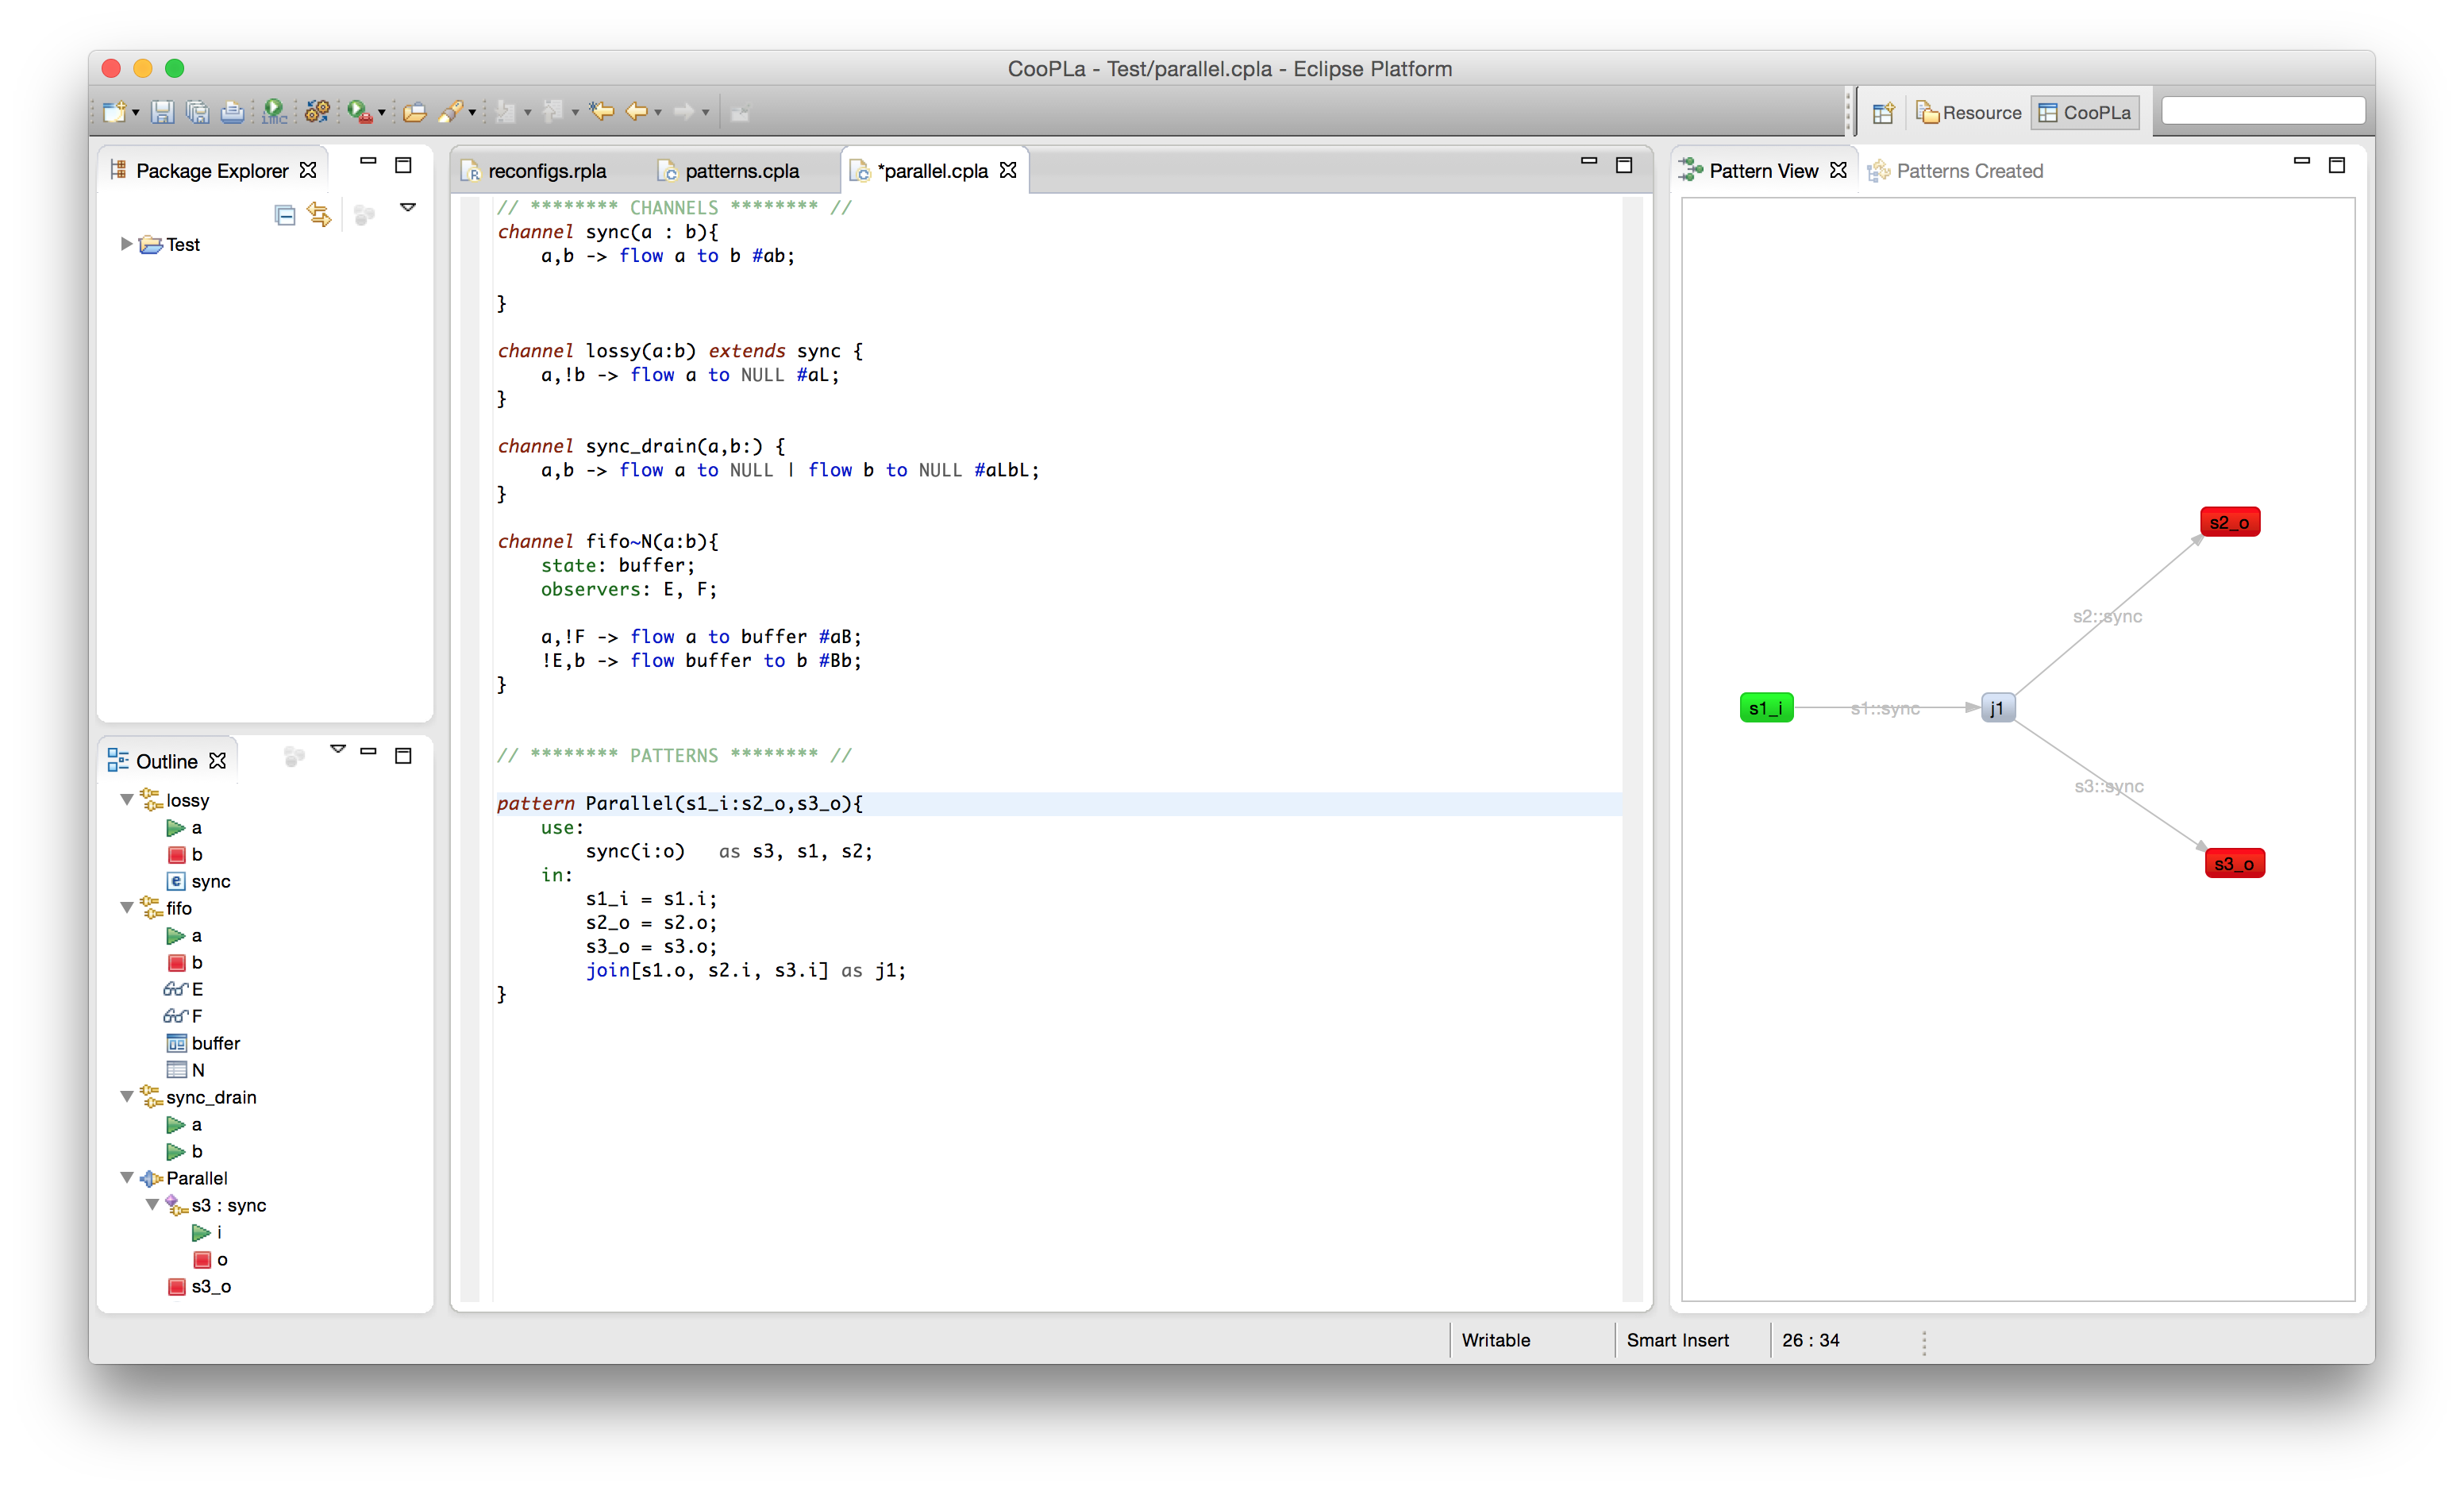 CooPLa - Test/parallel.cpla - Eclipse Platform
Resource
CooPLa
Package Explorer
Test
Outline
lossy
a
b
sync
fifo
a
b
E
F
buffer
N
sync_drain
a
b
Parallel
s3 : sync
i
o
s3_o
reconfigs.rpla
patterns.cpla
*parallel.cpla
// ******** CHANNELS ******** //
channel sync(a : b){
a,b -> flow a to b #ab;
}
channel lossy(a:b) extends sync {
a,!b -> flow a to NULL #aL;
}
channel sync_drain(a,b:) {
a,b -> flow a to NULL | flow b to NULL #aLbL;
}
channel fifo~N(a:b){
state: buffer;
observers: E, F;
a,!F -> flow a to buffer #aB;
!E,b -> flow buffer to b #Bb;
}
// ******** PATTERNS ******** //
pattern Parallel(s1_i:s2_o,s3_o){
use:
sync(i:o) as s3, s1, s2;
in:
s1_i = s1.i;
s2_o = s2.o;
s3_o = s3.o;
join[s1.o, s2.i, s3.i] as j1;
}
Pattern View
Patterns Created
s2_o
s2::sync
s1_i
s1::sync
j1
s3::sync
s3_o
Writable
Smart Insert
26 : 34